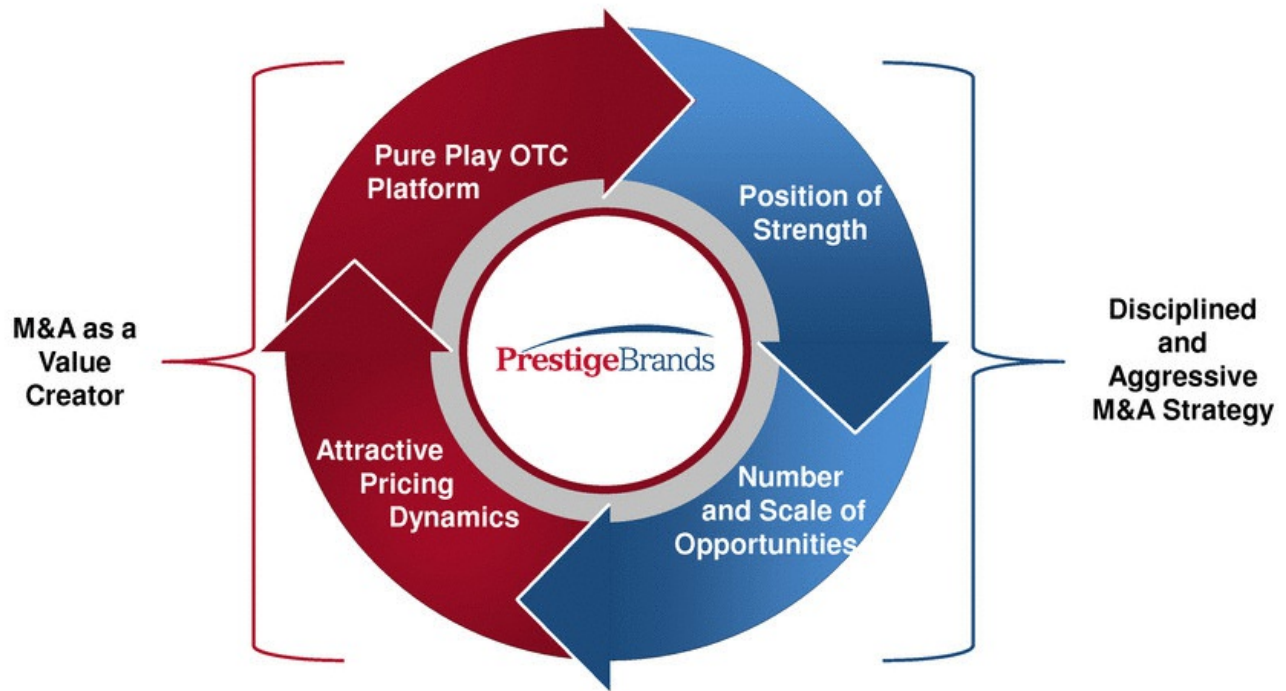 Pure Play OTC
Platform
Position of
Strength
M&A as a
Value
Creator
PrestigeBrands
Disciplined
and
Aggressive
M&A Strategy
Attractive
Pricing
Dynamics
Number
and Scale of
Opportunities